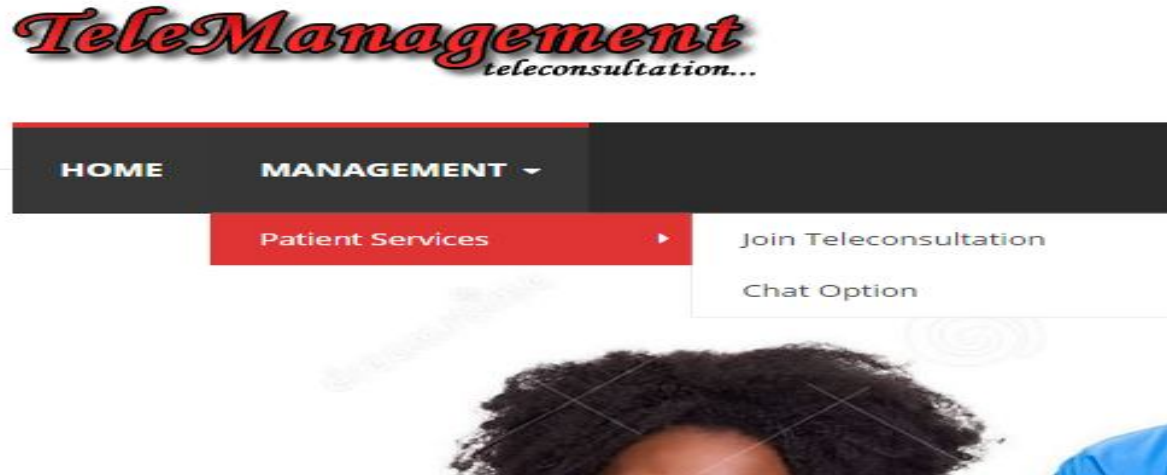 TeleManagement
teleconsultation...
HOME MANAGEMENT
Patient Services
Join Teleconsultation
Chat Option